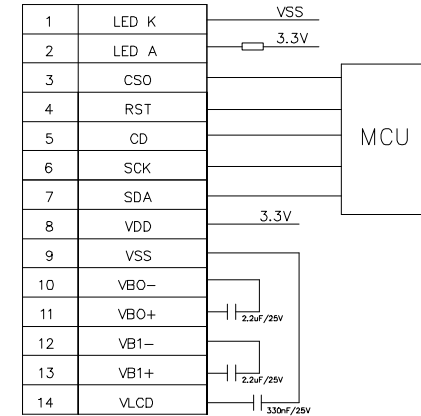 1 LED K VSS
2 LED A 3.3V
3 CS0
4 RST
5 CD MCU
6 SCK
7 SDA
8 VDD 3.3V
9 VSS
10 VB0-
11 VB0+ 2.2uF/25V
12 VB1-
13 VB1+ 2.2uF/25V
14 VLCD 330nF/25V